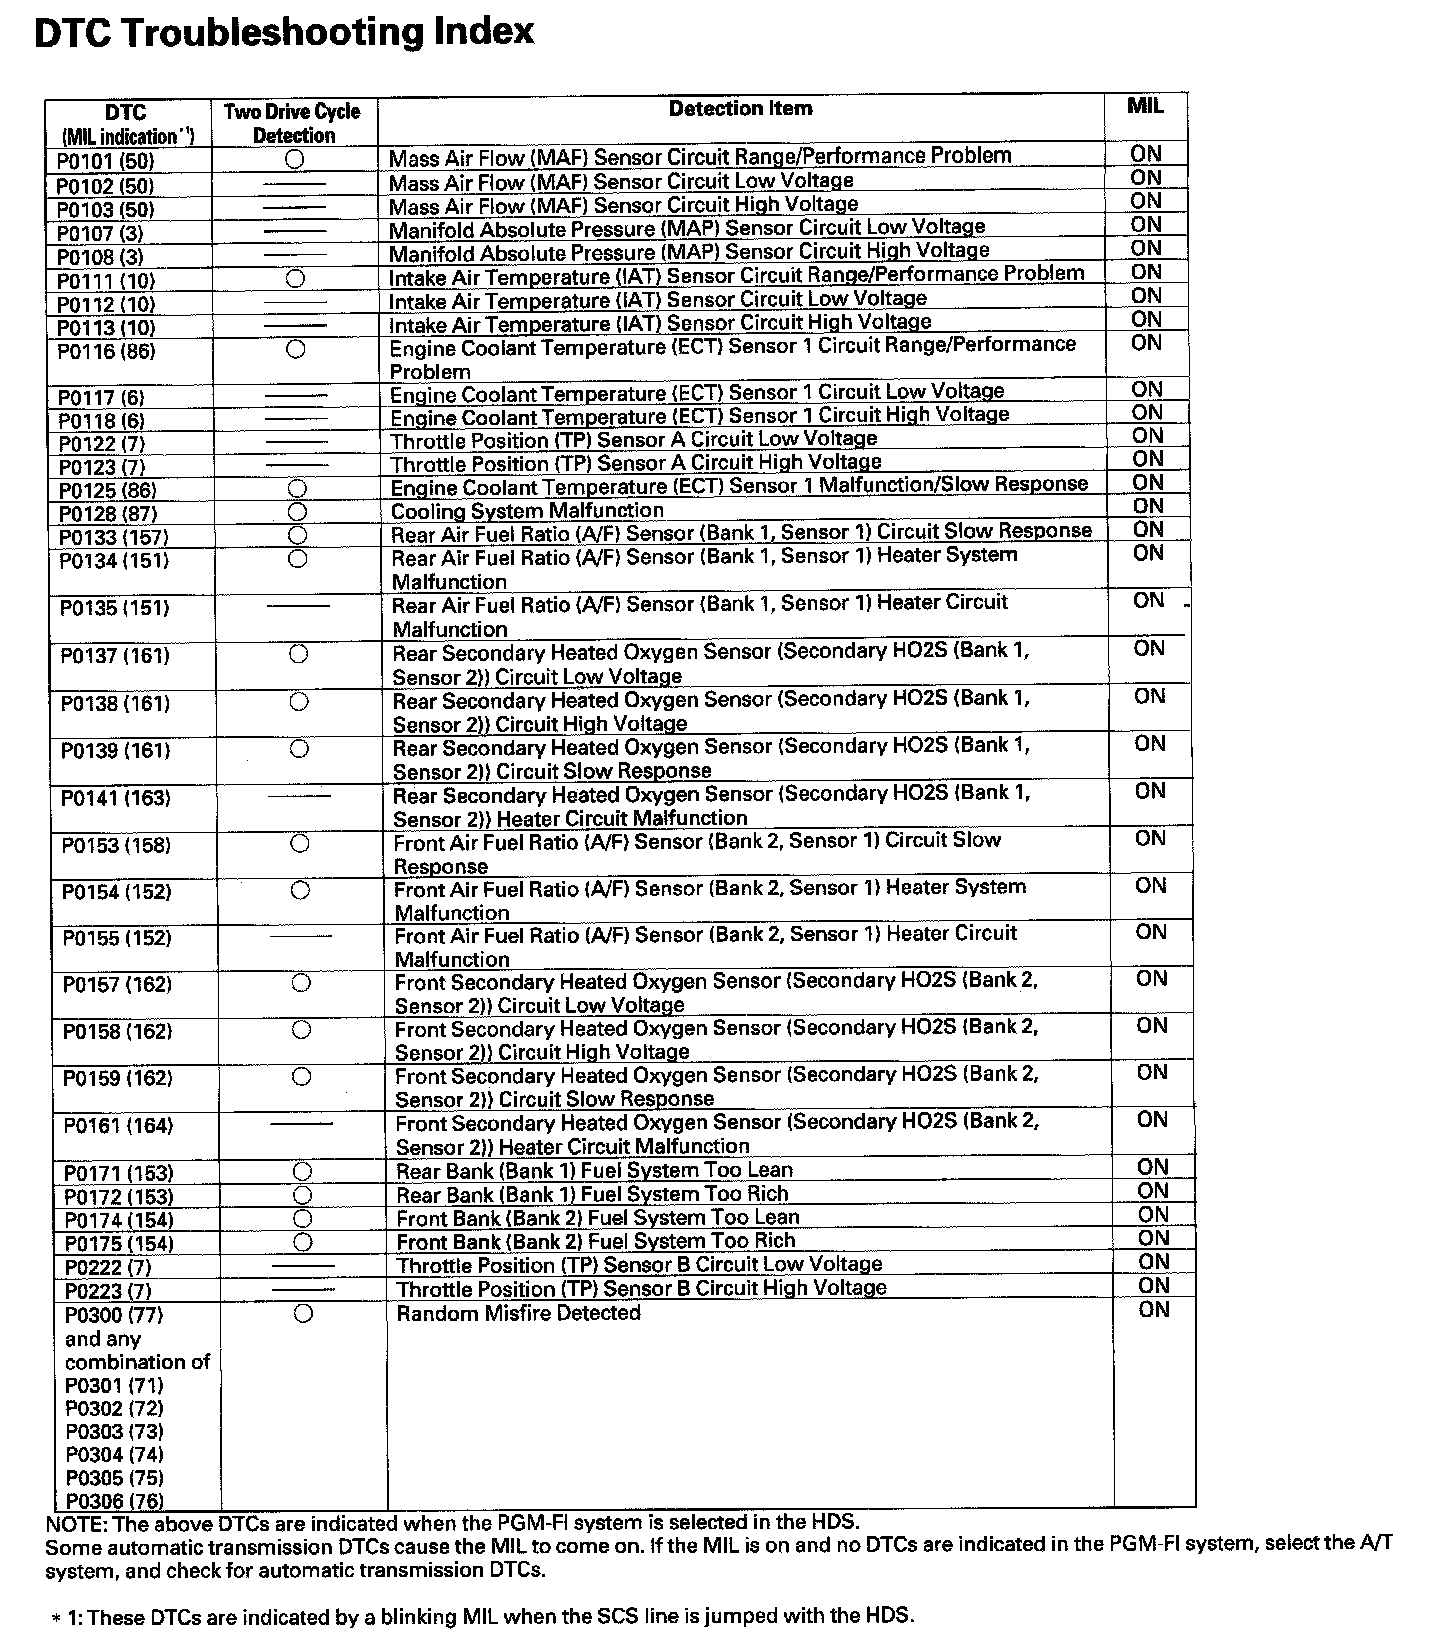 DTC Troubleshooting Index
DTC Two Drive Cycle Detection Item MIL
(MIL indication*1) Detection
P0101 (50) ○ Mass Air Flow (MAF) Sensor Circuit Range/Performance Problem ON
P0102 (50) —— Mass Air Flow (MAF) Sensor Circuit Low Voltage ON
P0103 (50) —— Mass Air Flow (MAF) Sensor Circuit High Voltage ON
P0107 (3) —— Manifold Absolute Pressure (MAP) Sensor Circuit Low Voltage ON
P0108 (3) —— Manifold Absolute Pressure (MAP) Sensor Circuit High Voltage ON
P0111 (10) ○ Intake Air Temperature (IAT) Sensor Circuit Range/Performance Problem ON
P0112 (10) —— Intake Air Temperature (IAT) Sensor Circuit Low Voltage ON
P0113 (10) —— Intake Air Temperature (IAT) Sensor Circuit High Voltage ON
P0116 (86) ○ Engine Coolant Temperature (ECT) Sensor 1 Circuit Range/Performance ON
Problem
P0117 (6) —— Engine Coolant Temperature (ECT) Sensor 1 Circuit Low Voltage ON
P0118 (6) —— Engine Coolant Temperature (ECT) Sensor 1 Circuit High Voltage ON
P0122 (7) —— Throttle Position (TP) Sensor A Circuit Low Voltage ON
P0123 (7) —— Throttle Position (TP) Sensor A Circuit High Voltage ON
P0125 (86) ○ Engine Coolant Temperature (ECT) Sensor 1 Malfunction/Slow Response ON
P0128 (87) ○ Cooling System Malfunction ON
P0133 (157) ○ Rear Air Fuel Ratio (A/F) Sensor (Bank 1, Sensor 1) Circuit Slow Response ON
P0134 (151) ○ Rear Air Fuel Ratio (A/F) Sensor (Bank 1, Sensor 1) Heater System ON
Malfunction
P0135 (151) —— Rear Air Fuel Ratio (A/F) Sensor (Bank 1, Sensor 1) Heater Circuit ON
Malfunction
P0137 (161) ○ Rear Secondary Heated Oxygen Sensor (Secondary HO2S (Bank 1, ON
Sensor 2)) Circuit Low Voltage
P0138 (161) ○ Rear Secondary Heated Oxygen Sensor (Secondary HO2S (Bank 1, ON
Sensor 2)) Circuit High Voltage
P0139 (161) ○ Rear Secondary Heated Oxygen Sensor (Secondary HO2S (Bank 1, ON
Sensor 2)) Circuit Slow Response
P0141 (163) —— Rear Secondary Heated Oxygen Sensor (Secondary HO2S (Bank 1, ON
Sensor 2)) Heater Circuit Malfunction
P0153 (158) ○ Front Air Fuel Ratio (A/F) Sensor (Bank 2, Sensor 1) Circuit Slow ON
Response
P0154 (152) ○ Front Air Fuel Ratio (A/F) Sensor (Bank 2, Sensor 1) Heater System ON
Malfunction
P0155 (152) —— Front Air Fuel Ratio (A/F) Sensor (Bank 2, Sensor 1) Heater Circuit ON
Malfunction
P0157 (162) ○ Front Secondary Heated Oxygen Sensor (Secondary HO2S (Bank 2, ON
Sensor 2)) Circuit Low Voltage
P0158 (162) ○ Front Secondary Heated Oxygen Sensor (Secondary HO2S (Bank 2, ON
Sensor 2)) Circuit High Voltage
P0159 (162) ○ Front Secondary Heated Oxygen Sensor (Secondary HO2S (Bank 2, ON
Sensor 2)) Circuit Slow Response
P0161 (164) —— Front Secondary Heated Oxygen Sensor (Secondary HO2S (Bank 2, ON
Sensor 2)) Heater Circuit Malfunction
P0171 (153) ○ Rear Bank (Bank 1) Fuel System Too Lean ON
P0172 (153) ○ Rear Bank (Bank 1) Fuel System Too Rich ON
P0174 (154) ○ Front Bank (Bank 2) Fuel System Too Lean ON
P0175 (154) ○ Front Bank (Bank 2) Fuel System Too Rich ON
P0222 (7) —— Throttle Position (TP) Sensor B Circuit Low Voltage ON
P0223 (7) —— Throttle Position (TP) Sensor B Circuit High Voltage ON
P0300 (77) ○ Random Misfire Detected ON
and any
combination of
P0301 (71)
P0302 (72)
P0303 (73)
P0304 (74)
P0305 (75)
P0306 (76)
NOTE: The above DTCs are indicated when the PGM-FI system is selected in the HDS.
Some automatic transmission DTCs cause the MIL to come on. If the MIL is on and no DTCs are indicated in the PGM-FI system, select the A/T
system, and check for automatic transmission DTCs.
* 1: These DTCs are indicated by a blinking MIL when the SCS line is jumped with the HDS.